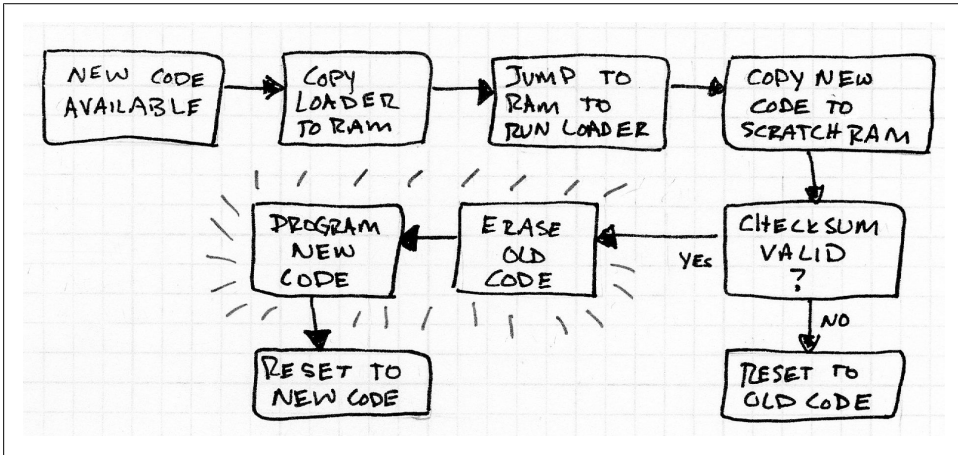 NEW CODE
AVAILABLE
COPY
LOADER
TO RAM
JUMP TO
RAM TO
RUN LOADER
COPY NEW
CODE TO
SCRATCH RAM
CHECKSUM
VALID
?
YES
NO
ERASE
OLD
CODE
PROGRAM
NEW
CODE
RESET TO
NEW CODE
RESET TO
OLD CODE